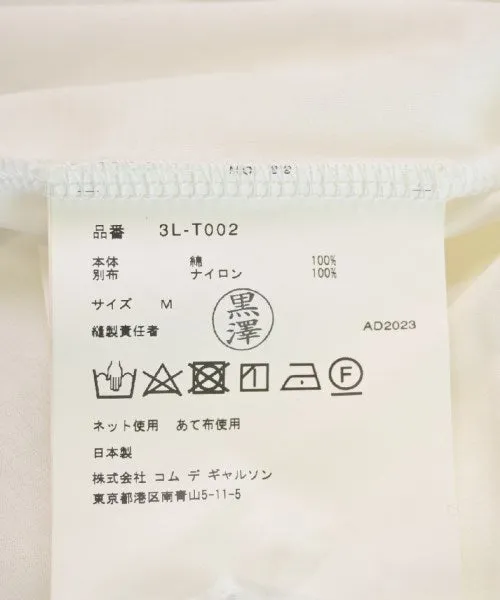 NO 33
品番 3L-T002
本体 綿 100%
別布 ナイロン 100%
サイズ M
黒澤
縫製責任者
AD2023
F
ネット使用 あて布使用
日本製
株式会社 コム デ ギャルソン
東京都港区南青山5-11-5